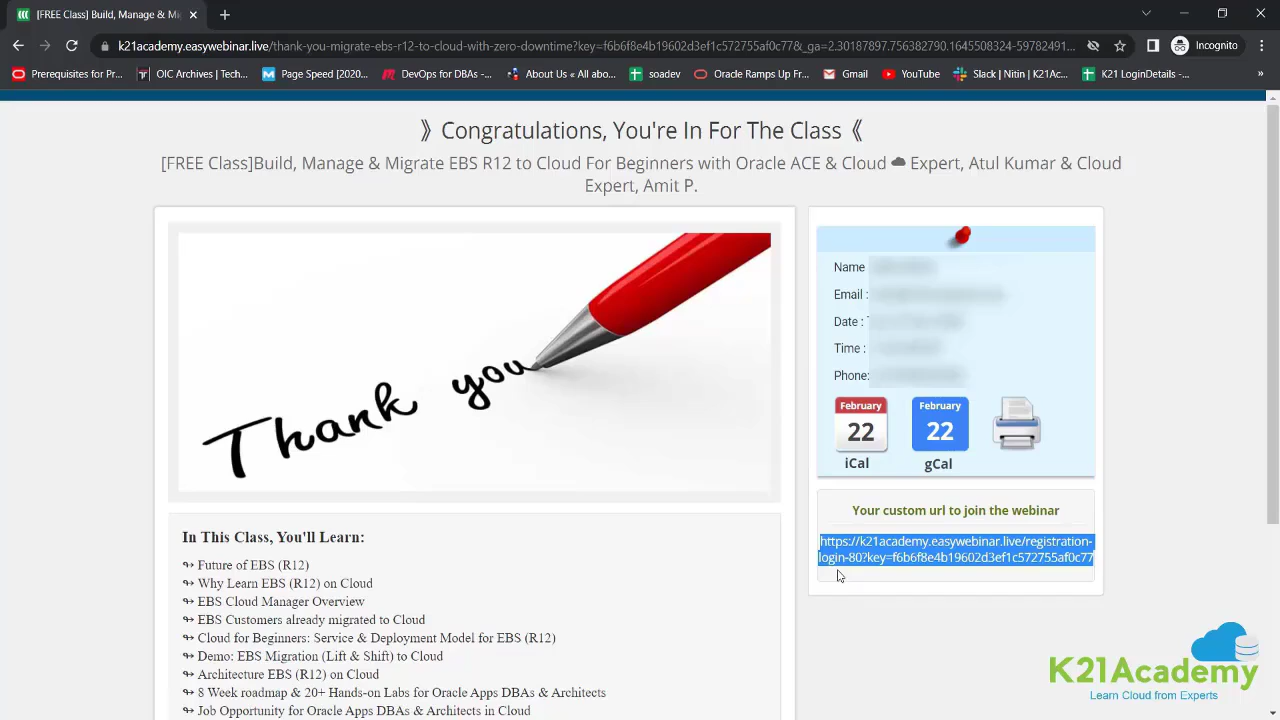 [FREE Class] Build, Manage & Mi
k21academy.easywebinar.live/thank-you-migrate-ebs-r12-to-cloud-with-zero-downtime?key=f6b6f8e4b19602d3ef1c572755af0c77&_ga=2.30187897.756382790.1645508324-59782491...
Incognito
Prerequisites for Pr...
OIC Archives | Tech...
Page Speed [2020...
DevOps for DBAs -...
About Us « All abo...
soadev
Oracle Ramps Up Fr...
Gmail
YouTube
Slack | Nitin | K21Ac...
K21 LoginDetails -...
»
》Congratulations, You're In For The Class《
[FREE Class]Build, Manage & Migrate EBS R12 to Cloud For Beginners with Oracle ACE & Cloud ☁ Expert, Atul Kumar & Cloud
Expert, Amit P.
Thank you
Name
Email :
Date :
Time :
Phone:
February
22
iCal
February
22
gCal
Your custom url to join the webinar
https://k21academy.easywebinar.live/registration-
login-80?key=f6b6f8e4b19602d3ef1c572755af0c77
In This Class, You'll Learn:
↬ Future of EBS (R12)
↬ Why Learn EBS (R12) on Cloud
↬ EBS Cloud Manager Overview
↬ EBS Customers already migrated to Cloud
↬ Cloud for Beginners: Service & Deployment Model for EBS (R12)
↬ Demo: EBS Migration (Lift & Shift) to Cloud
↬ Architecture EBS (R12) on Cloud
↬ 8 Week roadmap & 20+ Hands-on Labs for Oracle Apps DBAs & Architects
↬ Job Opportunity for Oracle Apps DBAs & Architects in Cloud
K21Academy
Learn Cloud from Experts